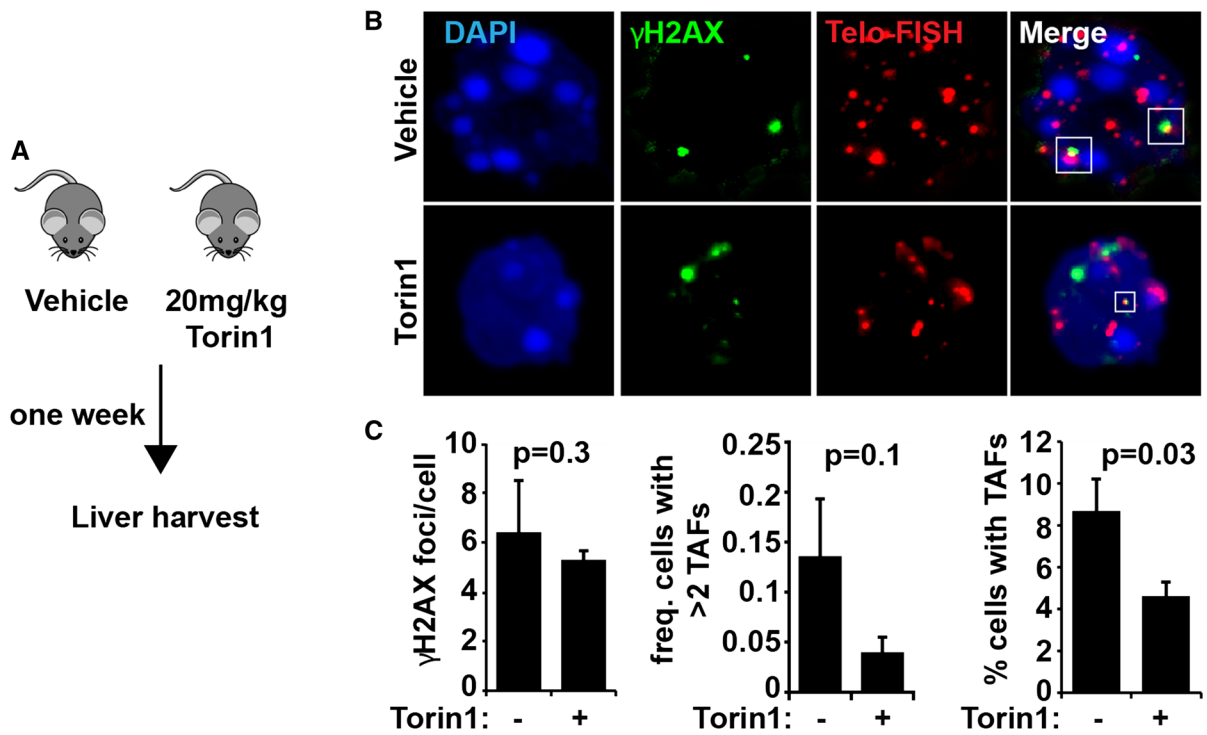 A
Vehicle
20mg/kg
Torin1
one week
Liver harvest
B
DAPI
γH2AX
Telo-FISH
Merge
Vehicle
Torin1
C
γH2AX foci/cell
10
8
6
4
2
0
p=0.3
Torin1: - +
freq. cells with
>2 TAFs
0.25
0.2
0.15
0.1
0.05
0
p=0.1
Torin1: - +
% cells with TAFs
12
10
8
6
4
2
0
p=0.03
Torin1: - +